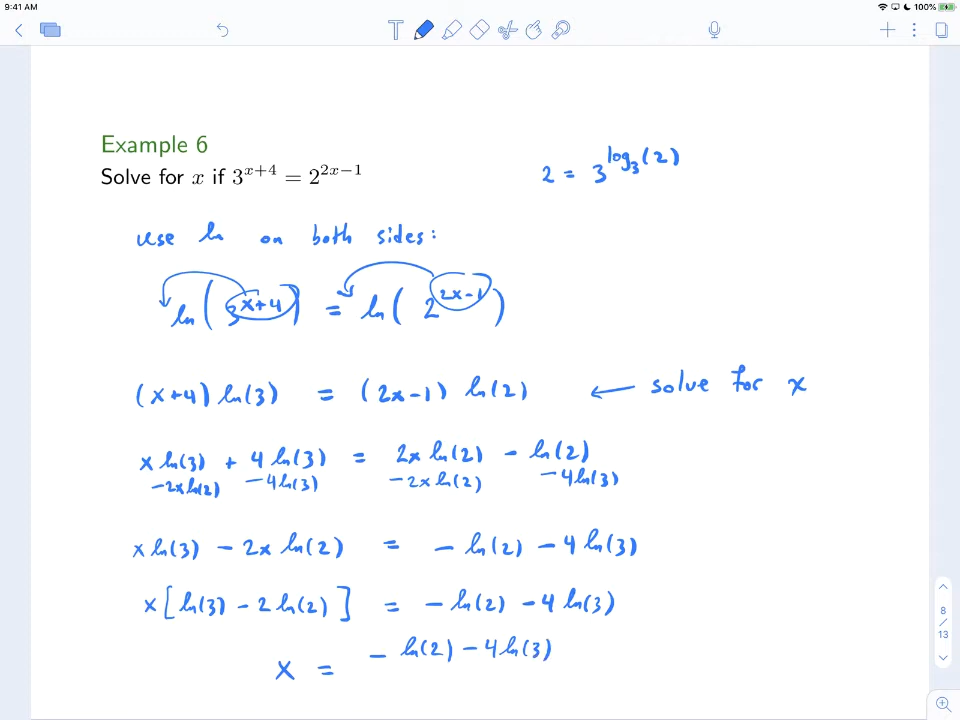 9:41 AM
100%
Example 6
Solve for x if 3^{x+4} = 2^{2x−1}
2 = 3^{log_3(2)}
use ln on both sides:
ln(3^{x+4}) = ln(2^{2x-1})
(x+4) ln(3) = (2x-1) ln(2) ← solve for x
x ln(3) + 4 ln(3) = 2x ln(2) - ln(2)
-2x ln(2) -4 ln(3) -2x ln(2) -4 ln(3)
x ln(3) - 2x ln(2) = - ln(2) - 4 ln(3)
x [ ln(3) - 2 ln(2) ] = - ln(2) - 4 ln(3)
x = - ln(2) - 4 ln(3)
8
/
13